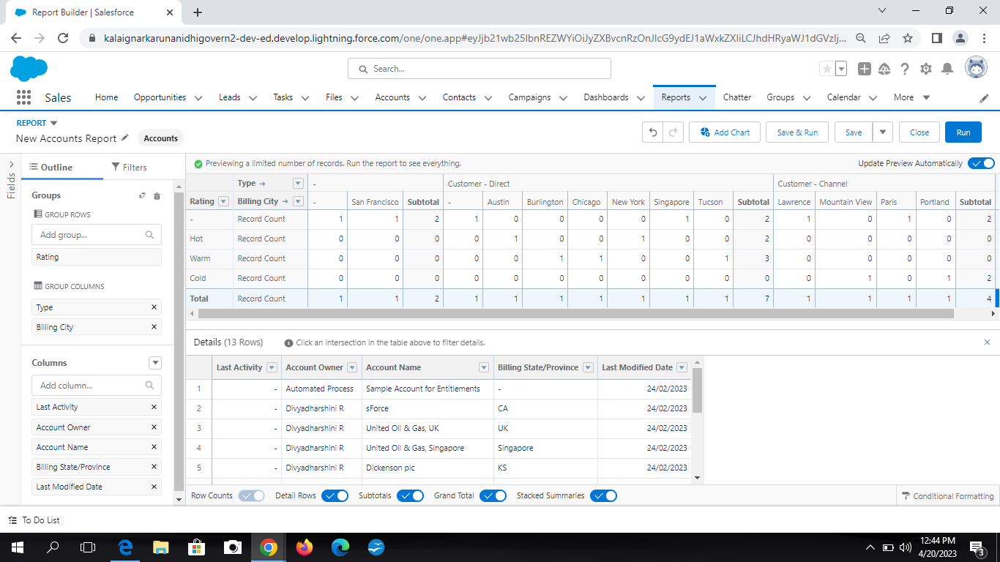 Report Builder | Salesforce
kalaignarkarunanidhigovern2-dev-ed.develop.lightning.force.com/one/one.app#eyJjb21wb25lbnREZWYiOiJyZXBvcnRzOnJlcG9ydEJ1aWxkZXIiLCJhdHRyaWJ1dGVzIj...
Search...
Sales Home Opportunities Leads Tasks Files Accounts Contacts Campaigns Dashboards Reports Chatter Groups Calendar More
REPORT
New Accounts Report Accounts
Add Chart Save & Run Save Close Run
Fields
Outline Filters
Previewing a limited number of records. Run the report to see everything. Update Preview Automatically
Groups
GROUP ROWS
Add group...
Rating
GROUP COLUMNS
Type
Billing City
Columns
Add column...
Last Activity
Account Owner
Account Name
Billing State/Province
Last Modified Date
Type → - Customer - Direct Customer - Channel
Rating Billing City → - San Francisco Subtotal - Austin Burlington Chicago New York Singapore Tucson Subtotal Lawrence Mountain View Paris Portland Subtotal
- Record Count 1 1 2 1 0 0 0 0 1 0 2 1 0 1 0 2
Hot Record Count 0 0 0 0 1 0 0 1 0 0 2 0 0 0 0 0
Warm Record Count 0 0 0 0 0 1 1 0 0 1 3 0 0 0 0 0
Cold Record Count 0 0 0 0 0 0 0 0 0 0 0 0 1 0 1 2
Total Record Count 1 1 2 1 1 1 1 1 1 1 7 1 1 1 1 4
Details (13 Rows) Click an intersection in the table above to filter details.
Last Activity Account Owner Account Name Billing State/Province Last Modified Date
1 - Automated Process Sample Account for Entitlements - 24/02/2023
2 - Divyadharshini R sForce CA 24/02/2023
3 - Divyadharshini R United Oil & Gas, UK UK 24/02/2023
4 - Divyadharshini R United Oil & Gas, Singapore Singapore 24/02/2023
5 - Divyadharshini R Dickenson plc KS 24/02/2023
Row Counts Detail Rows Subtotals Grand Total Stacked Summaries Conditional Formatting
To Do List
12:44 PM
4/20/2023
3